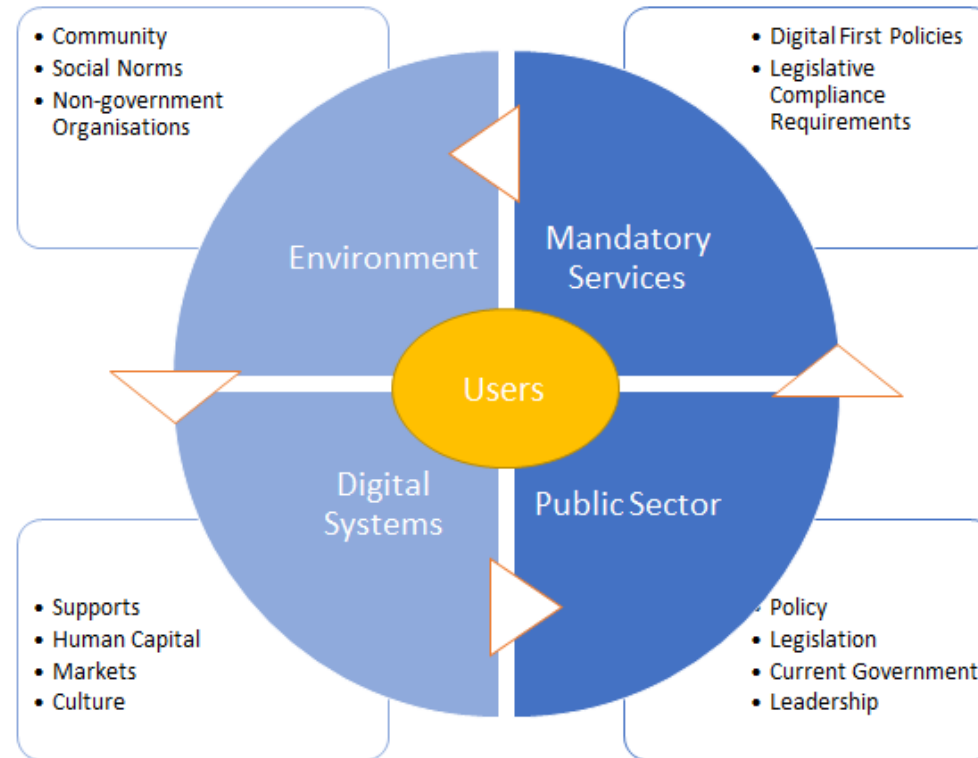 • Community
• Social Norms
• Non-government
Organisations
• Digital First Policies
• Legislative
Compliance
Requirements
Environment
Mandatory
Services
Users
Digital
Systems
Public Sector
• Supports
• Human Capital
• Markets
• Culture
• Policy
• Legislation
• Current Government
• Leadership